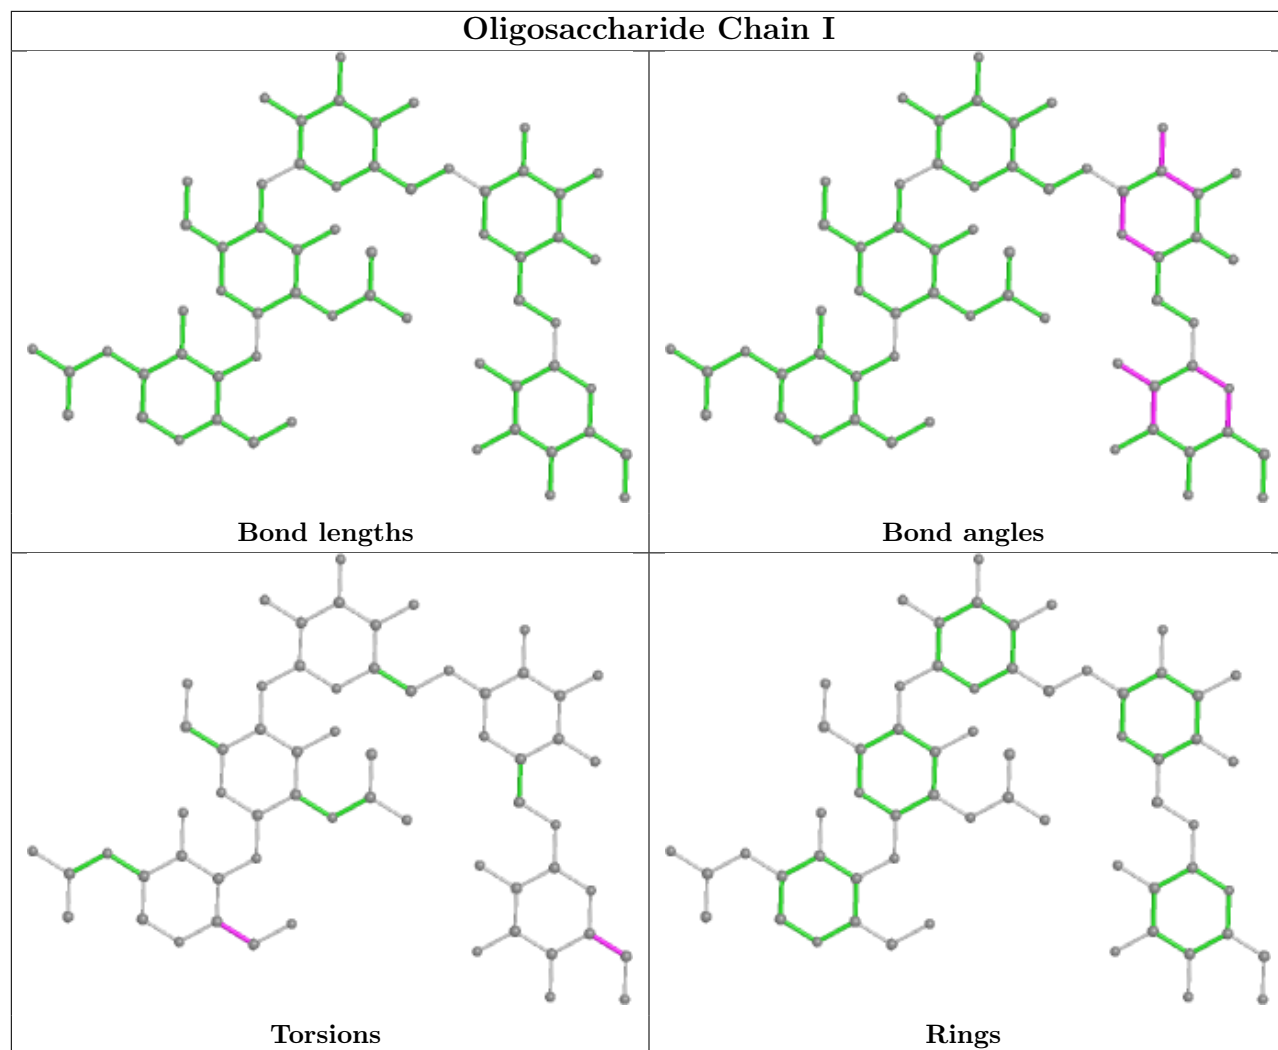 Oligosaccharide Chain I
Bond lengths
Bond angles
Torsions
Rings